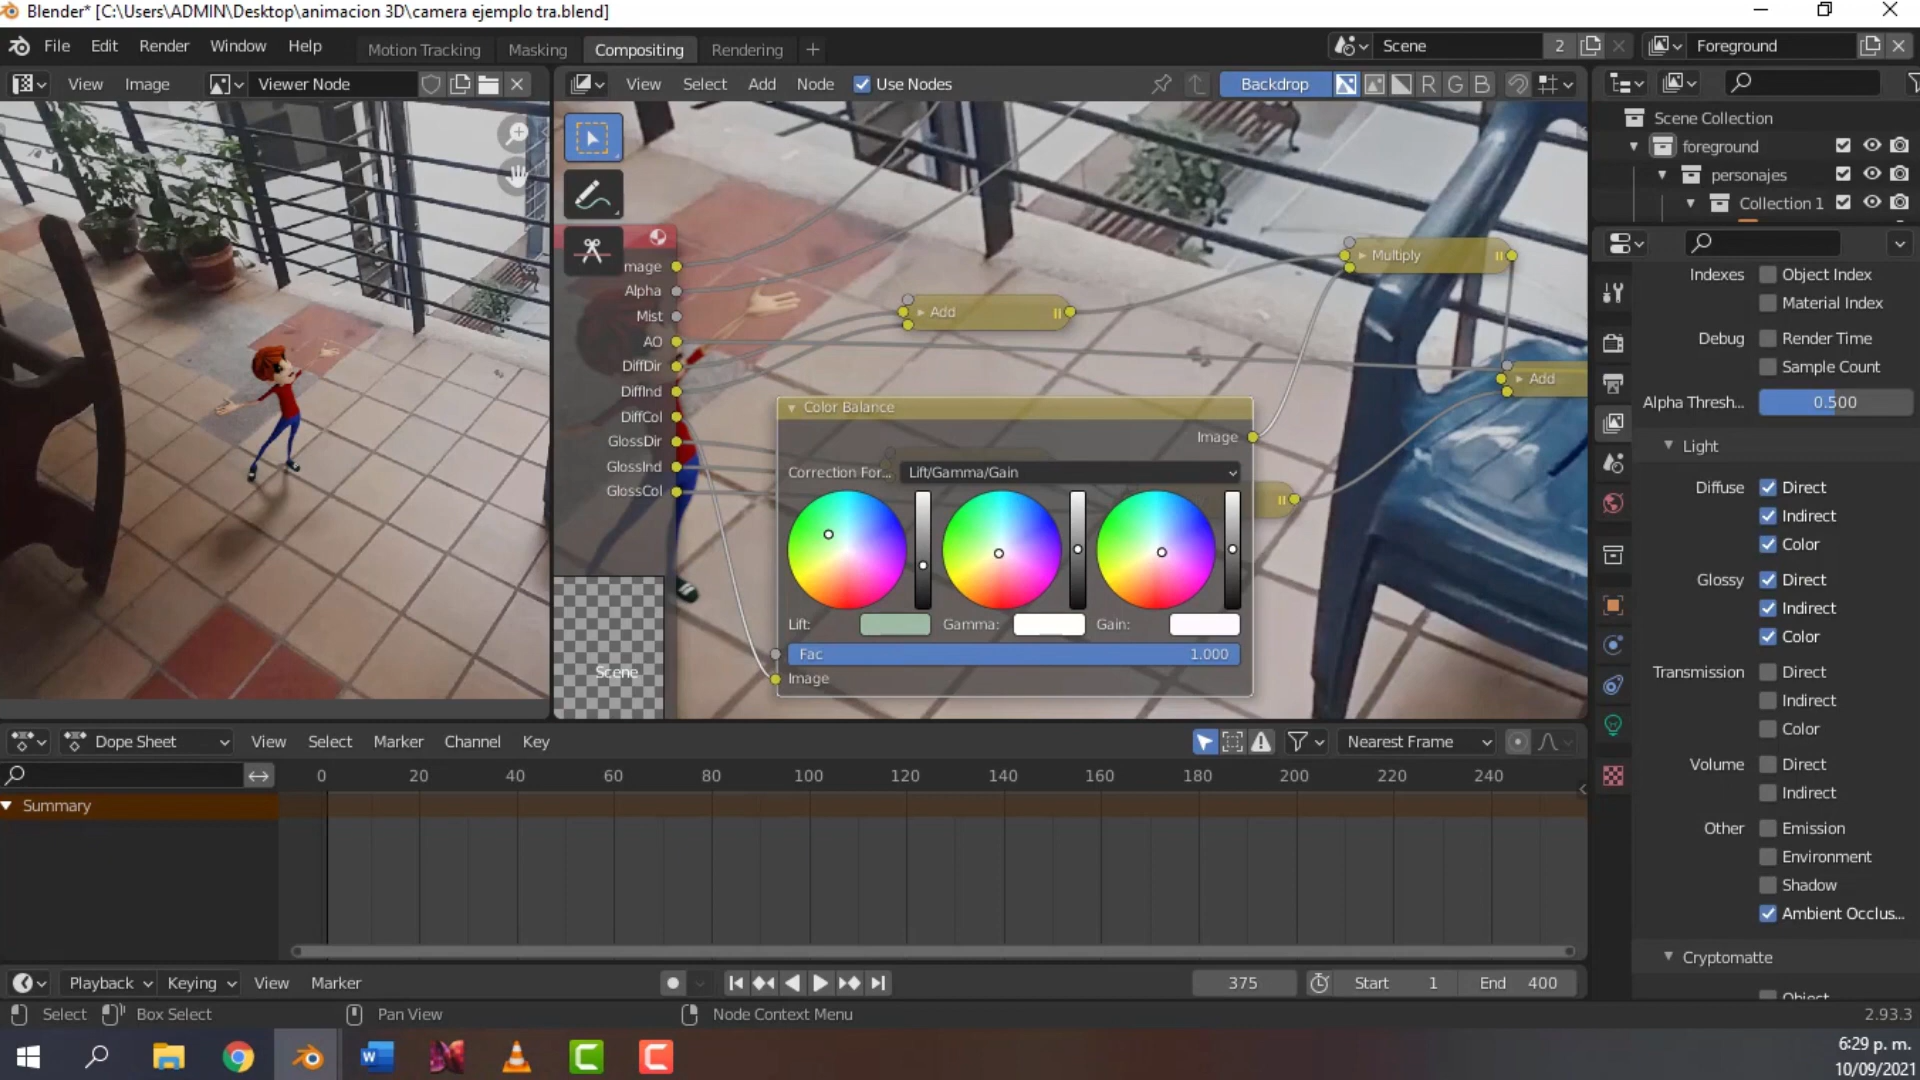 Blender* [C:\Users\ADMIN\Desktop\animacion 3D\camera ejemplo tra.blend]
File Edit Render Window Help Motion Tracking Masking Compositing Rendering Scene 2 Foreground
View Image Viewer Node View Select Add Node Use Nodes Backdrop R G B
Scene Collection
foreground
personajes
Collection 1
mage
Alpha
Mist
AO
DiffDir
DiffInd
DiffCol
GlossDir
GlossInd
GlossCol
Scene
Add
Multiply
Add
Color Balance
Image
Correction For... Lift/Gamma/Gain
Lift: Gamma: Gain:
Fac 1.000
Image
Indexes Object Index
Material Index
Debug Render Time
Sample Count
Alpha Thresh... 0.500
Light
Diffuse Direct
Indirect
Color
Glossy Direct
Indirect
Color
Transmission Direct
Indirect
Color
Volume Direct
Indirect
Other Emission
Environment
Shadow
Ambient Occlus...
Cryptomatte
Object
Dope Sheet View Select Marker Channel Key Nearest Frame
0 20 40 60 80 100 120 140 160 180 200 220 240
Summary
Playback Keying View Marker 375 Start 1 End 400
Select Box Select Pan View Node Context Menu 2.93.3
6:29 p. m.
10/09/2021